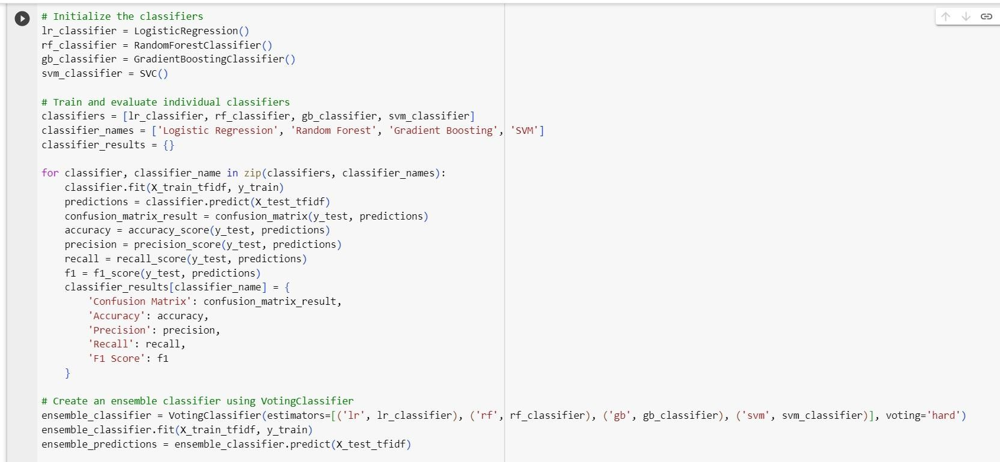 # Initialize the classifiers
lr_classifier = LogisticRegression()
rf_classifier = RandomForestClassifier()
gb_classifier = GradientBoostingClassifier()
svm_classifier = SVC()

# Train and evaluate individual classifiers
classifiers = [lr_classifier, rf_classifier, gb_classifier, svm_classifier]
classifier_names = ['Logistic Regression', 'Random Forest', 'Gradient Boosting', 'SVM']
classifier_results = {}

for classifier, classifier_name in zip(classifiers, classifier_names):
    classifier.fit(X_train_tfidf, y_train)
    predictions = classifier.predict(X_test_tfidf)
    confusion_matrix_result = confusion_matrix(y_test, predictions)
    accuracy = accuracy_score(y_test, predictions)
    precision = precision_score(y_test, predictions)
    recall = recall_score(y_test, predictions)
    f1 = f1_score(y_test, predictions)
    classifier_results[classifier_name] = {
        'Confusion Matrix': confusion_matrix_result,
        'Accuracy': accuracy,
        'Precision': precision,
        'Recall': recall,
        'F1 Score': f1
    }

# Create an ensemble classifier using VotingClassifier
ensemble_classifier = VotingClassifier(estimators=[('lr', lr_classifier), ('rf', rf_classifier), ('gb', gb_classifier), ('svm', svm_classifier)], voting='hard')
ensemble_classifier.fit(X_train_tfidf, y_train)
ensemble_predictions = ensemble_classifier.predict(X_test_tfidf)